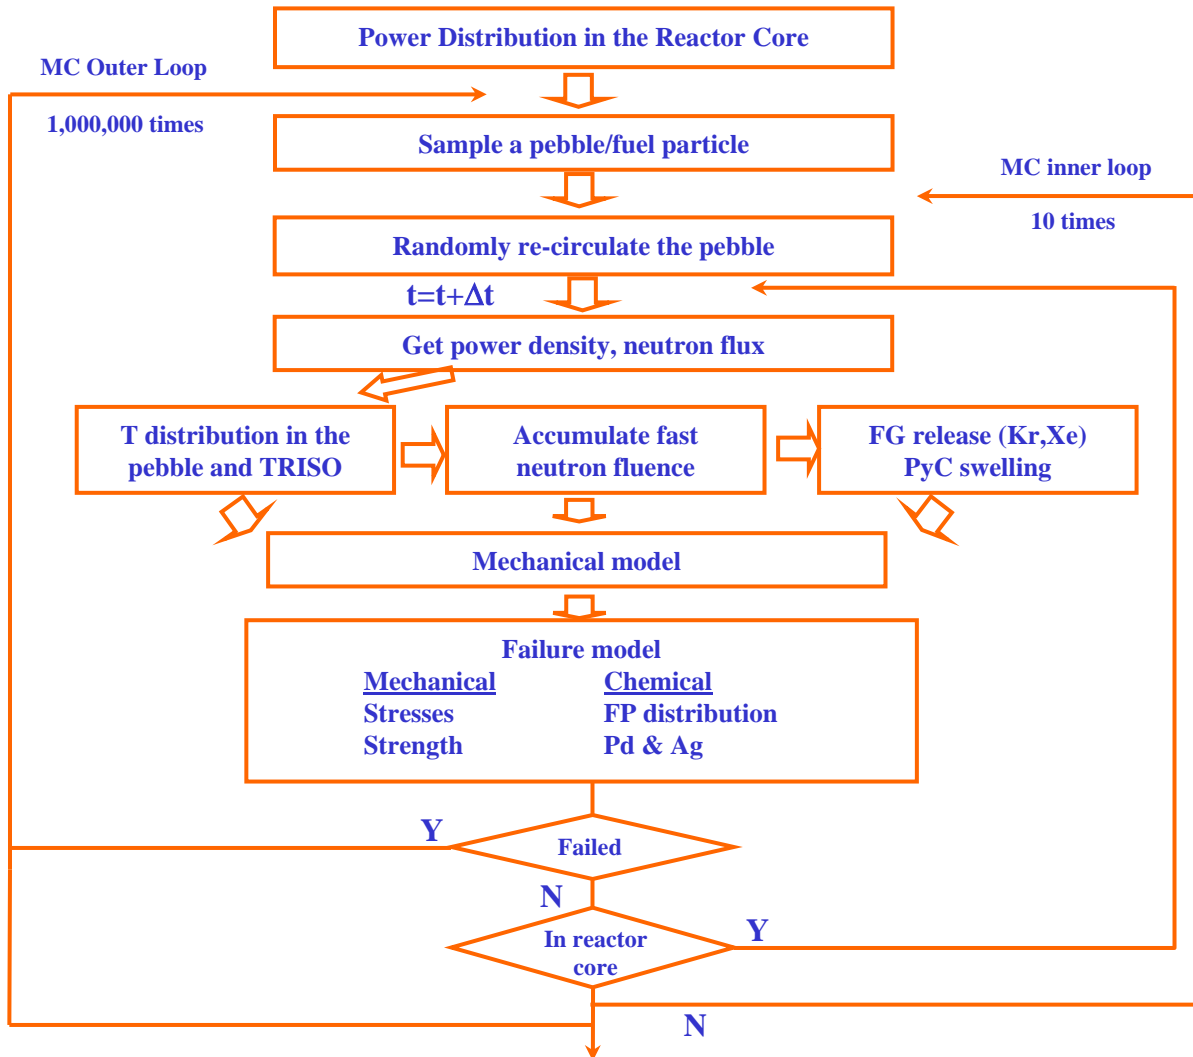 Power Distribution in the Reactor Core
MC Outer Loop
1,000,000 times
Sample a pebble/fuel particle
MC inner loop
10 times
Randomly re-circulate the pebble
t=t+Δt
Get power density, neutron flux
T distribution in the
pebble and TRISO
Accumulate fast
neutron fluence
FG release (Kr,Xe)
PyC swelling
Mechanical model
Failure model
Mechanical Chemical
Stresses FP distribution
Strength Pd & Ag
Y
Failed
N
In reactor
core
Y
N